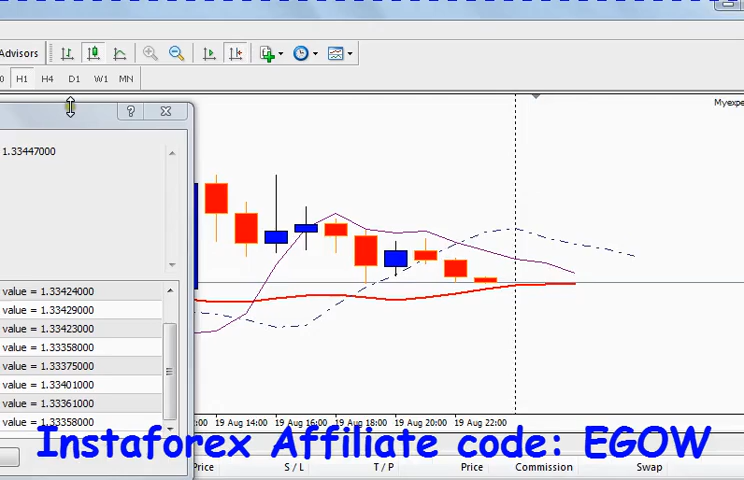 Advisors
H1 H4 D1 W1 MN
?
Myexpe
1.33447000
value = 1.33424000
value = 1.33429000
value = 1.33423000
value = 1.33358000
value = 1.33375000
value = 1.33401000
value = 1.33361000
value = 1.33358000
19 Aug 14:00 19 Aug 16:00 19 Aug 18:00 19 Aug 20:00 19 Aug 22:00
Instaforex Affiliate code: EGOW
Price S / L T / P Price Commission Swap